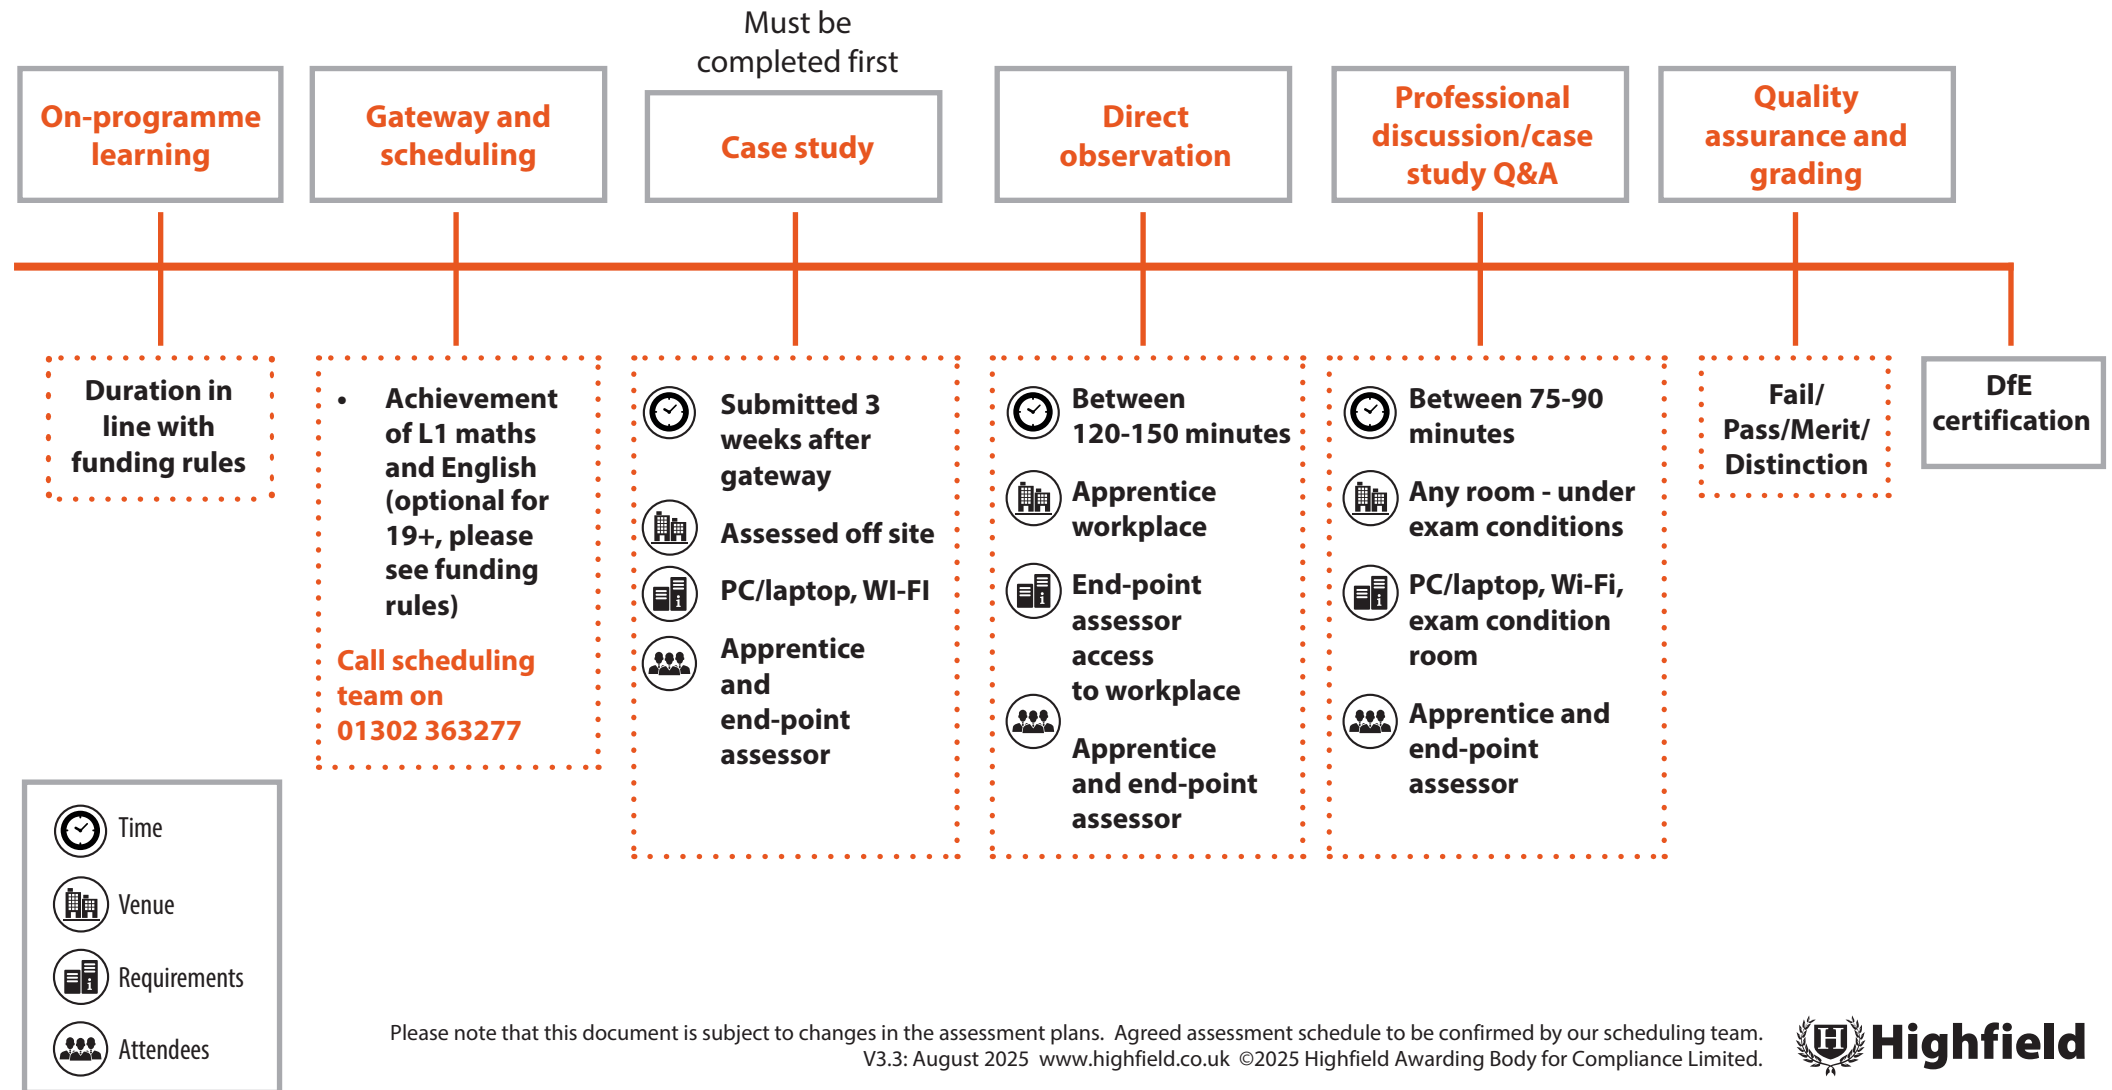 Must be
completed first
On-programme
learning
Gateway and
scheduling
Case study
Direct
observation
Professional
discussion/case
study Q&A
Quality
assurance and
grading
Duration in
line with
funding rules
• Achievement
of L1 maths
and English
(optional for
19+, please
see funding
rules)
Call scheduling
team on
01302 363277
Submitted 3
weeks after
gateway
Assessed off site
PC/laptop, WI-FI
Apprentice
and
end-point
assessor
Between
120-150 minutes
Apprentice
workplace
End-point
assessor
access
to workplace
Apprentice
and end-point
assessor
Between 75-90
minutes
Any room - under
exam conditions
PC/laptop, Wi-Fi,
exam condition
room
Apprentice and
end-point
assessor
Fail/
Pass/Merit/
Distinction
DfE
certification
Time
Venue
Requirements
Attendees
Please note that this document is subject to changes in the assessment plans. Agreed assessment schedule to be confirmed by our scheduling team.
V3.3: August 2025 www.highfield.co.uk ©2025 Highfield Awarding Body for Compliance Limited.
H Highfield